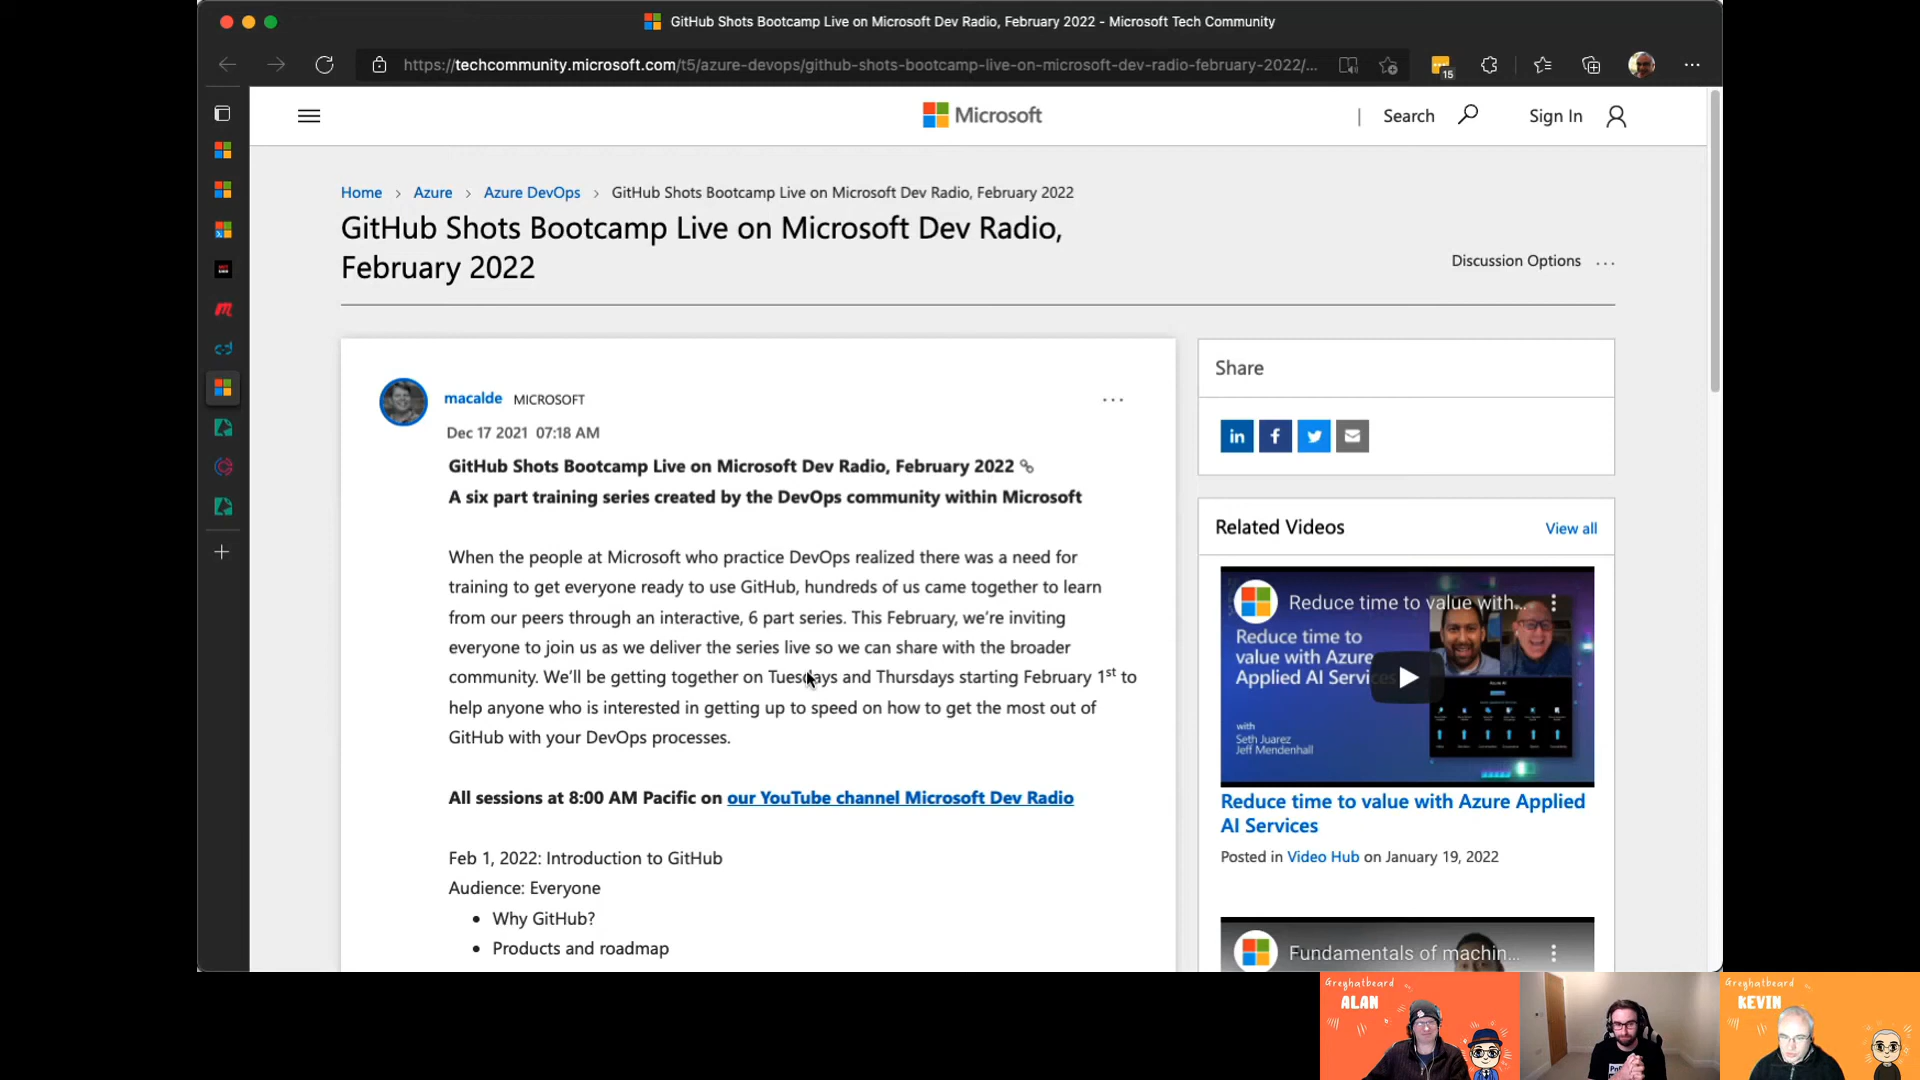 GitHub Shots Bootcamp Live on Microsoft Dev Radio, February 2022 - Microsoft Tech Community
https://techcommunity.microsoft.com/t5/azure-devops/github-shots-bootcamp-live-on-microsoft-dev-radio-february-2022/...
15
Microsoft
| Search
Sign In
Home > Azure > Azure DevOps > GitHub Shots Bootcamp Live on Microsoft Dev Radio, February 2022
GitHub Shots Bootcamp Live on Microsoft Dev Radio,
February 2022
Discussion Options ...
macalde MICROSOFT
Dec 17 2021 07:18 AM
GitHub Shots Bootcamp Live on Microsoft Dev Radio, February 2022
A six part training series created by the DevOps community within Microsoft
When the people at Microsoft who practice DevOps realized there was a need for
training to get everyone ready to use GitHub, hundreds of us came together to learn
from our peers through an interactive, 6 part series. This February, we're inviting
everyone to join us as we deliver the series live so we can share with the broader
community. We'll be getting together on Tuesdays and Thursdays starting February 1st to
help anyone who is interested in getting up to speed on how to get the most out of
GitHub with your DevOps processes.
All sessions at 8:00 AM Pacific on our YouTube channel Microsoft Dev Radio
Feb 1, 2022: Introduction to GitHub
Audience: Everyone
• Why GitHub?
• Products and roadmap
Share
in f
Related Videos
View all
Reduce time to value with...
Reduce time to
value with Azure
Applied AI Services
with
Seth Juarez
Jeff Mendenhall
Reduce time to value with Azure Applied
AI Services
Posted in Video Hub on January 19, 2022
Fundamentals of machin...
Greyhatbeard
ALAN
Greyhatbeard
KEVIN